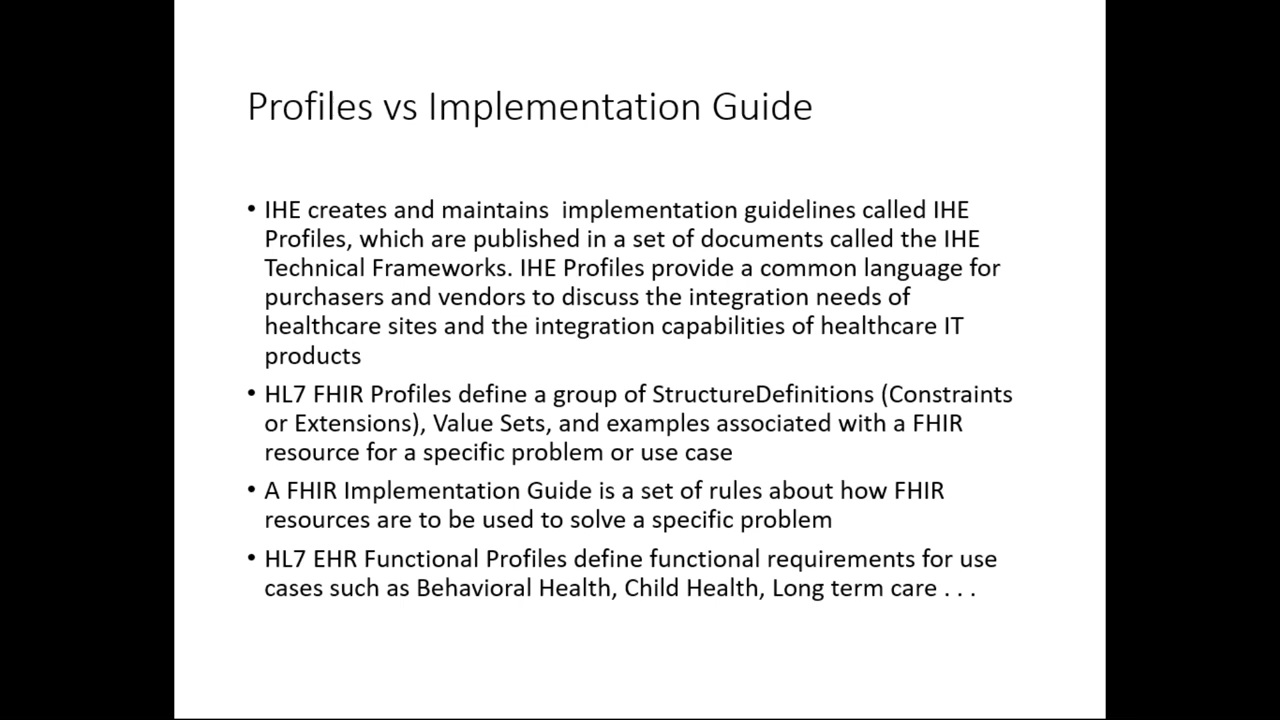 Profiles vs Implementation Guide
• IHE creates and maintains  implementation guidelines called IHE
Profiles, which are published in a set of documents called the IHE
Technical Frameworks. IHE Profiles provide a common language for
purchasers and vendors to discuss the integration needs of
healthcare sites and the integration capabilities of healthcare IT
products
• HL7 FHIR Profiles define a group of StructureDefinitions (Constraints
or Extensions), Value Sets, and examples associated with a FHIR
resource for a specific problem or use case
• A FHIR Implementation Guide is a set of rules about how FHIR
resources are to be used to solve a specific problem
• HL7 EHR Functional Profiles define functional requirements for use
cases such as Behavioral Health, Child Health, Long term care . . .